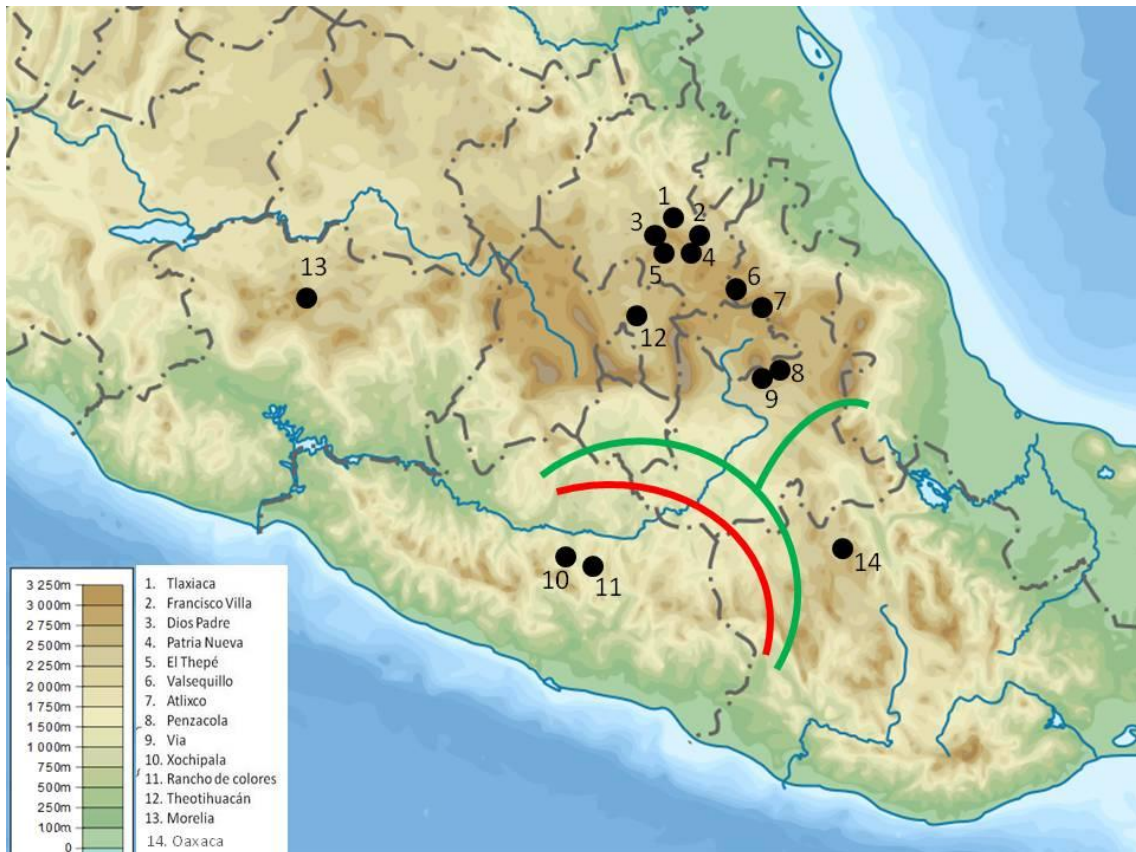 1
2
3
5
4
6
13
7
12
8
9
10
11
14
3 250m
3 000m
2 750m
2 500m
2 250m
2 000m
1 750m
1 500m
1 000m
750m
500m
250m
100m
0
1. Tlaxiaca
2. Francisco Villa
3. Dios Padre
4. Patria Nueva
5. El Thepé
6. Valsequillo
7. Atlixco
8. Penzacola
9. Via
10. Xochipala
11. Rancho de colores
12. Theotihuacán
13. Morelia
14. Oaxaca